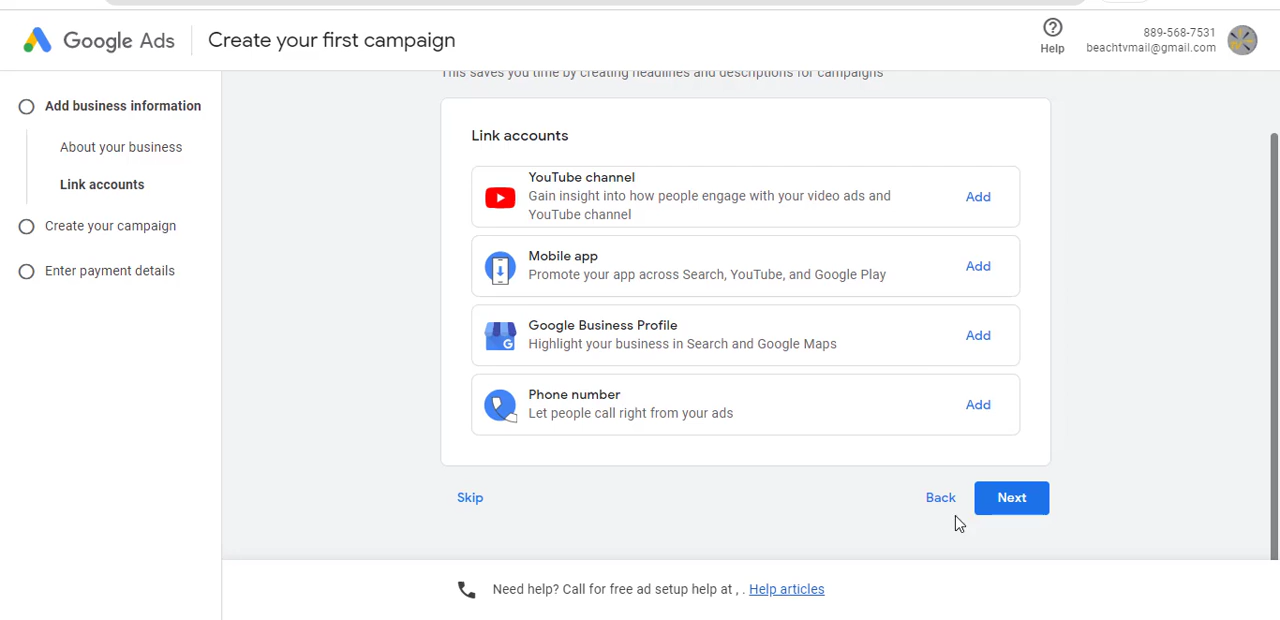 Google Ads
Create your first campaign
Help
889-568-7531
beachtvmail@gmail.com
Add business information
About your business
Link accounts
Create your campaign
Enter payment details
This saves you time by creating headlines and descriptions for campaigns
Link accounts
YouTube channel
Gain insight into how people engage with your video ads and
YouTube channel
Add
Mobile app
Promote your app across Search, YouTube, and Google Play
Add
Google Business Profile
Highlight your business in Search and Google Maps
Add
Phone number
Let people call right from your ads
Add
Skip
Back
Next
Need help? Call for free ad setup help at , . Help articles